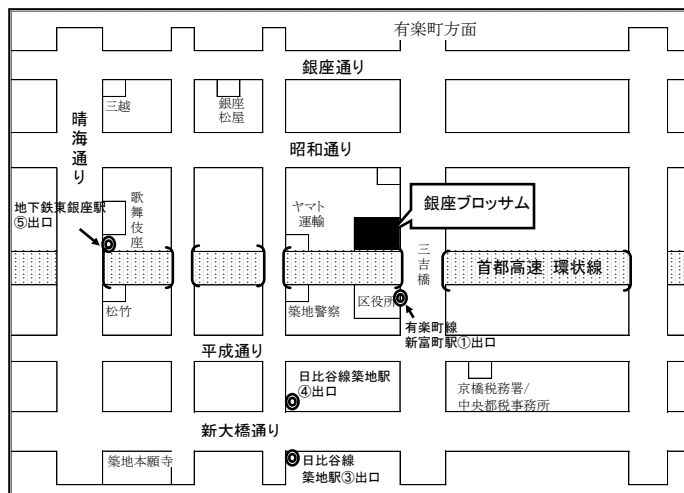 有楽町方面
銀座通り
三越
銀座
松屋
晴海通り
昭和通り
地下鉄東銀座駅
⑤出口
歌舞伎座
ヤマト
運輸
銀座ブロッサム
三吉橋
首都高速 環状線
松竹
築地警察
区役所
有楽町線
新富町駅①出口
平成通り
日比谷線築地駅
④出口
京橋税務署/
中央都税事務所
新大橋通り
築地本願寺
日比谷線
築地駅③出口